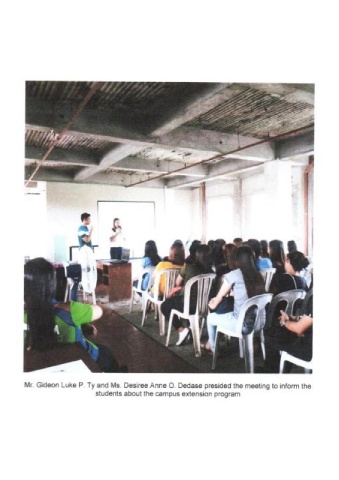 Mr. Gideon Luke P. Ty and Ms. Desiree Anne O. Dedase presided the meeting to inform the
students about the campus extension program